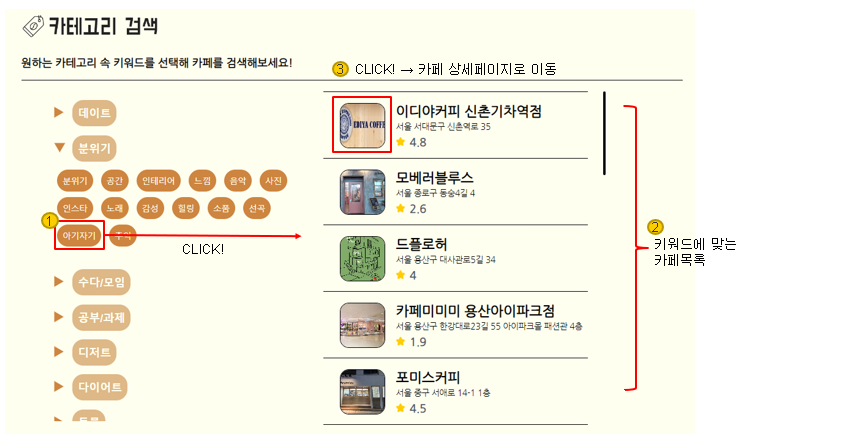 카테고리 검색
원하는 카테고리 속 키워드를 선택해 카페를 검색해보세요!
3 CLICK! → 카페 상세페이지로 이동
▶ 데이트
▼ 분위기
분위기 공간 인테리어 느낌 음악 사진
인스타 노래 감성 힐링 소품 선곡
1
아기자기
CLICK!
▶ 수다/모임
▶ 공부/과제
▶ 디저트
▶ 다이어트
EDIYA COFFE
이디야커피 신촌기차역점
서울 서대문구 신촌역로 35
★ 4.8
모베러블루스
서울 종로구 동숭4길 4
★ 2.6
드플로허
서울 용산구 대사관로5길 34
★ 4
카페미미미 용산아이파크점
서울 용산구 한강대로23길 55 아이파크몰 패션관 4층
★ 1.9
포미스커피
서울 중구 서애로 14-1 1층
★ 4.5
2
키워드에 맞는
카페목록